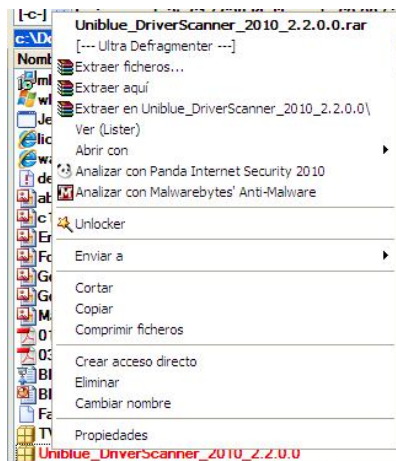 [-c-]
Uniblue_DriverScanner_2010_2.2.0.0.rar
c:\Do
[--- Ultra Defragmenter ---]
Nomb
Extraer ficheros...
Extraer aquí
Extraer en Uniblue_DriverScanner_2010_2.2.0.0\
Ver (Lister)
Abrir con
Analizar con Panda Internet Security 2010
Analizar con Malwarebytes' Anti-Malware
Unlocker
Enviar a
Cortar
Copiar
Comprimir ficheros
Crear acceso directo
Eliminar
Cambiar nombre
Propiedades
Uniblue_DriverScanner_2010_2.2.0.0